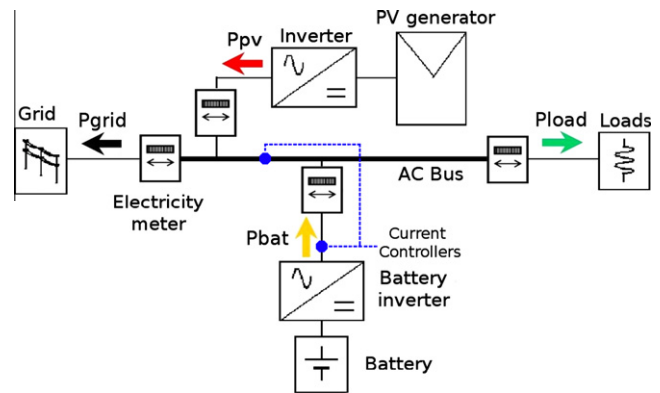 PV generator
Inverter
Ppv
Grid
Pgrid
Pload
Loads
AC Bus
Electricity
meter
Pbat
Current
Controllers
Battery
inverter
Battery